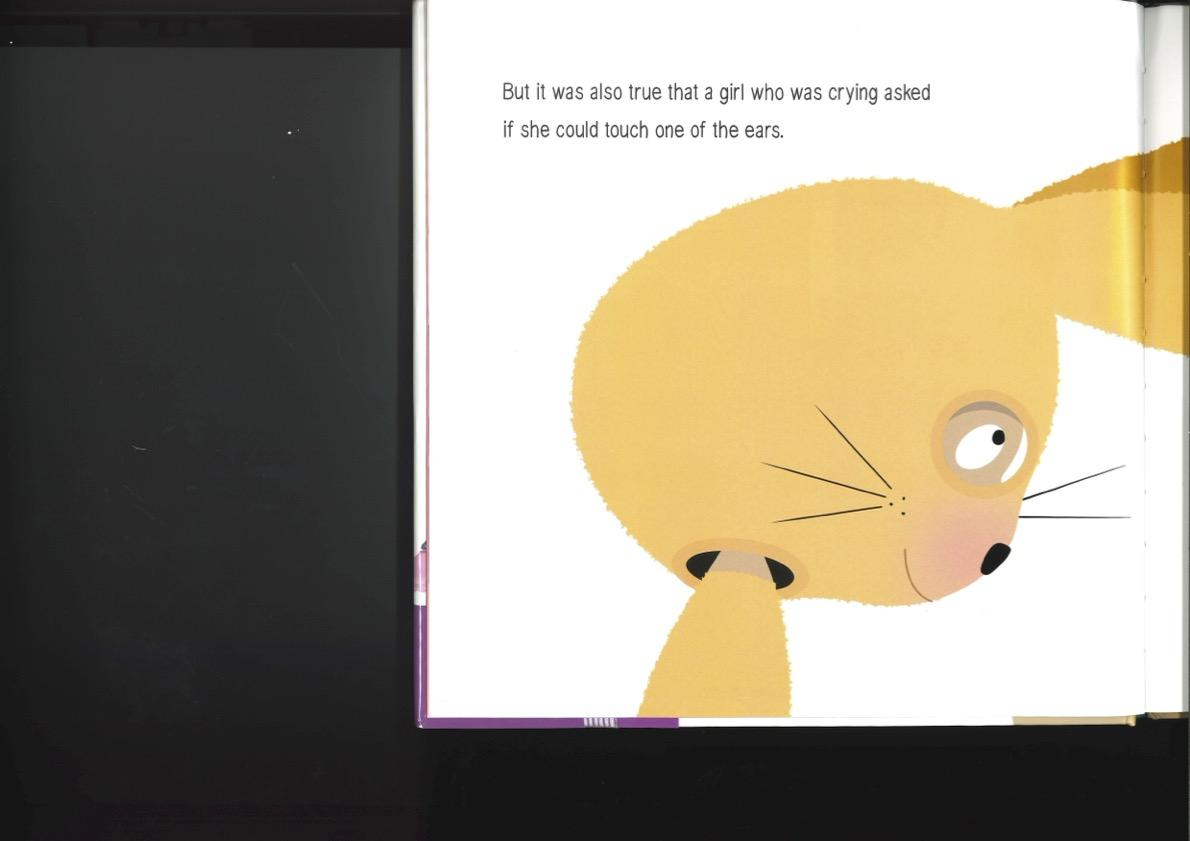 But it was also true that a girl who was crying asked
if she could touch one of the ears.